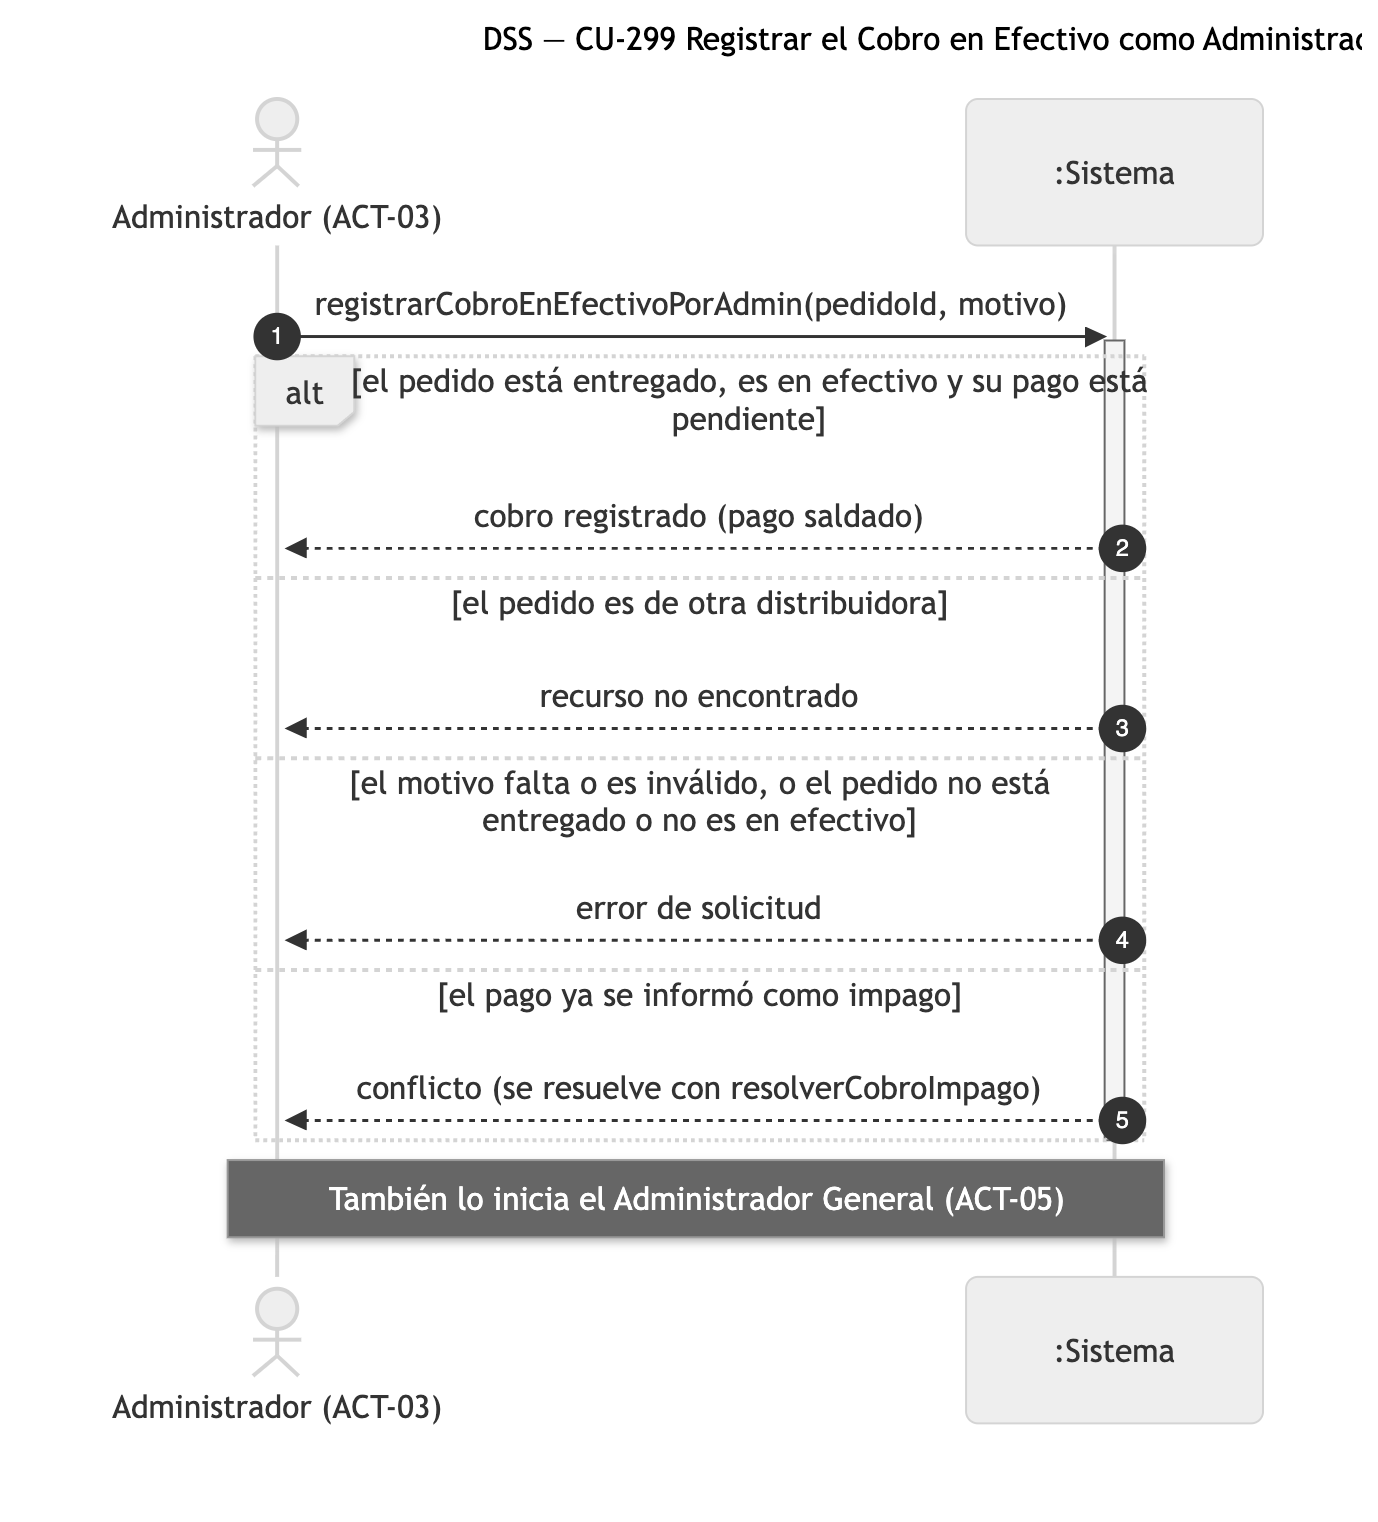 DSS — CU-299 Registrar el Cobro en Efectivo como
Administrador (ACT-03)
:Sistema
registrarCobroEnEfectivoPorAdmin(pedidoId, motivo)
1
alt
[el pedido está entregado, es en efectivo y su pago está
pendiente]
cobro registrado (pago saldado)
2
[el pedido es de otra distribuidora]
recurso no encontrado
3
[el motivo falta o es inválido, o el pedido no está
entregado o no es en efectivo]
error de solicitud
4
[el pago ya se informó como impago]
conflicto (se resuelve con resolverCobroImpago)
5
También lo inicia el Administrador General (ACT-05)
Administrador (ACT-03)
:Sistema